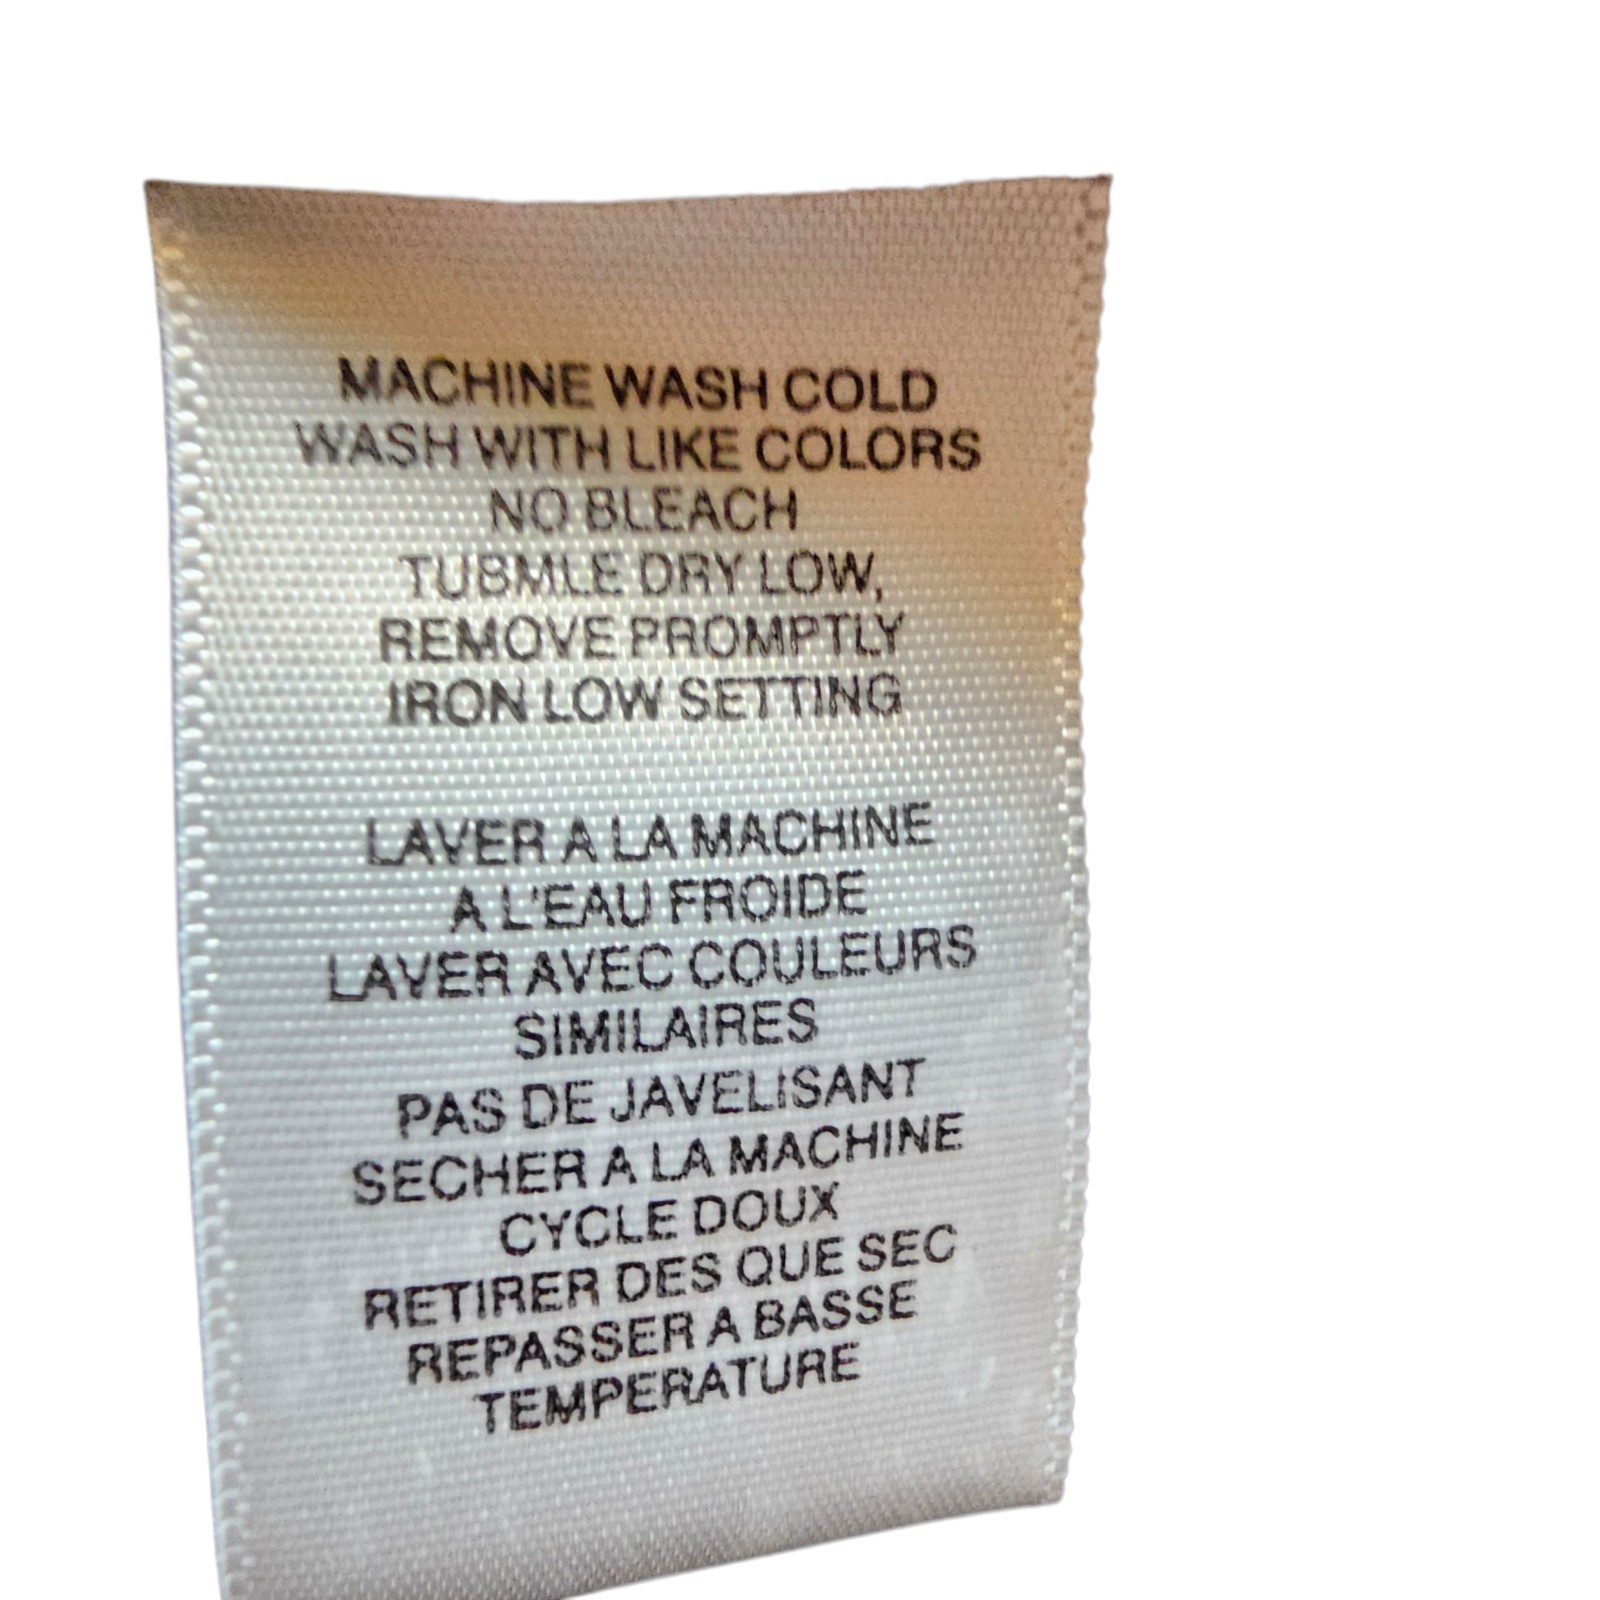 MACHINE WASH COLD
WASH WITH LIKE COLORS
NO BLEACH
TUBMLE DRY LOW,
REMOVE PROMPTLY
IRON LOW SETTING
LAVER A LA MACHINE
A L'EAU FROIDE
LAVER AVEC COULEURS
SIMILAIRES
PAS DE JAVELISANT
SECHER A LA MACHINE
CYCLE DOUX
RETIRER DES QUE SEC
REPASSER A BASSE
TEMPERATURE